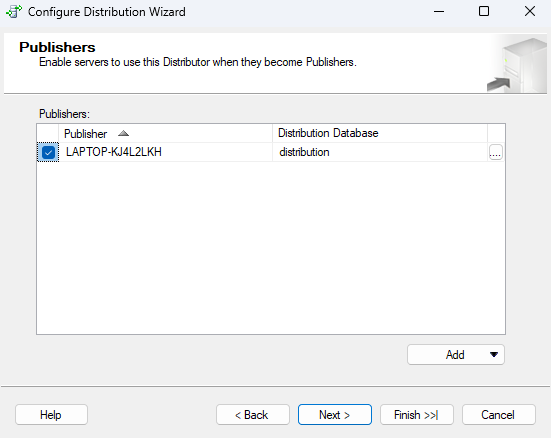 Configure Distribution Wizard
Publishers
Enable servers to use this Distributor when they become Publishers.
Publishers:
Publisher Distribution Database
LAPTOP-KJ4L2LKH distribution ...
Add
Help < Back Next > Finish >>| Cancel